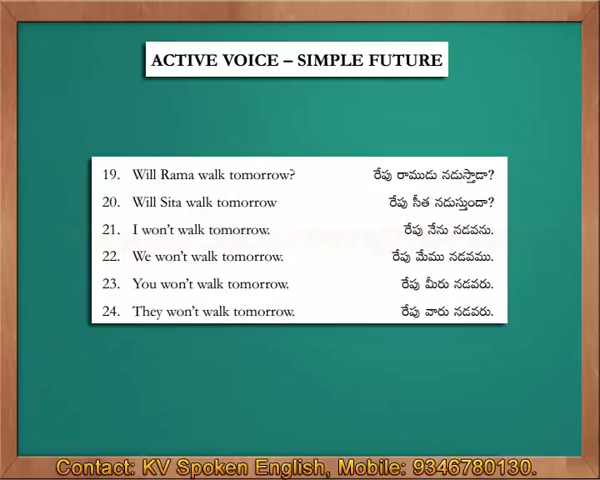 ACTIVE VOICE – SIMPLE FUTURE
19. Will Rama walk tomorrow? రేపు రాముడు నడుస్తాడా?
20. Will Sita walk tomorrow రేపు సీత నడుస్తుందా?
21. I won't walk tomorrow. రేపు నేను నడవను.
22. We won't walk tomorrow. రేపు మేము నడవము.
23. You won't walk tomorrow. రేపు మీరు నడవరు.
24. They won't walk tomorrow. రేపు వారు నడవరు.
Contact: KV Spoken English, Mobile: 9346780130.